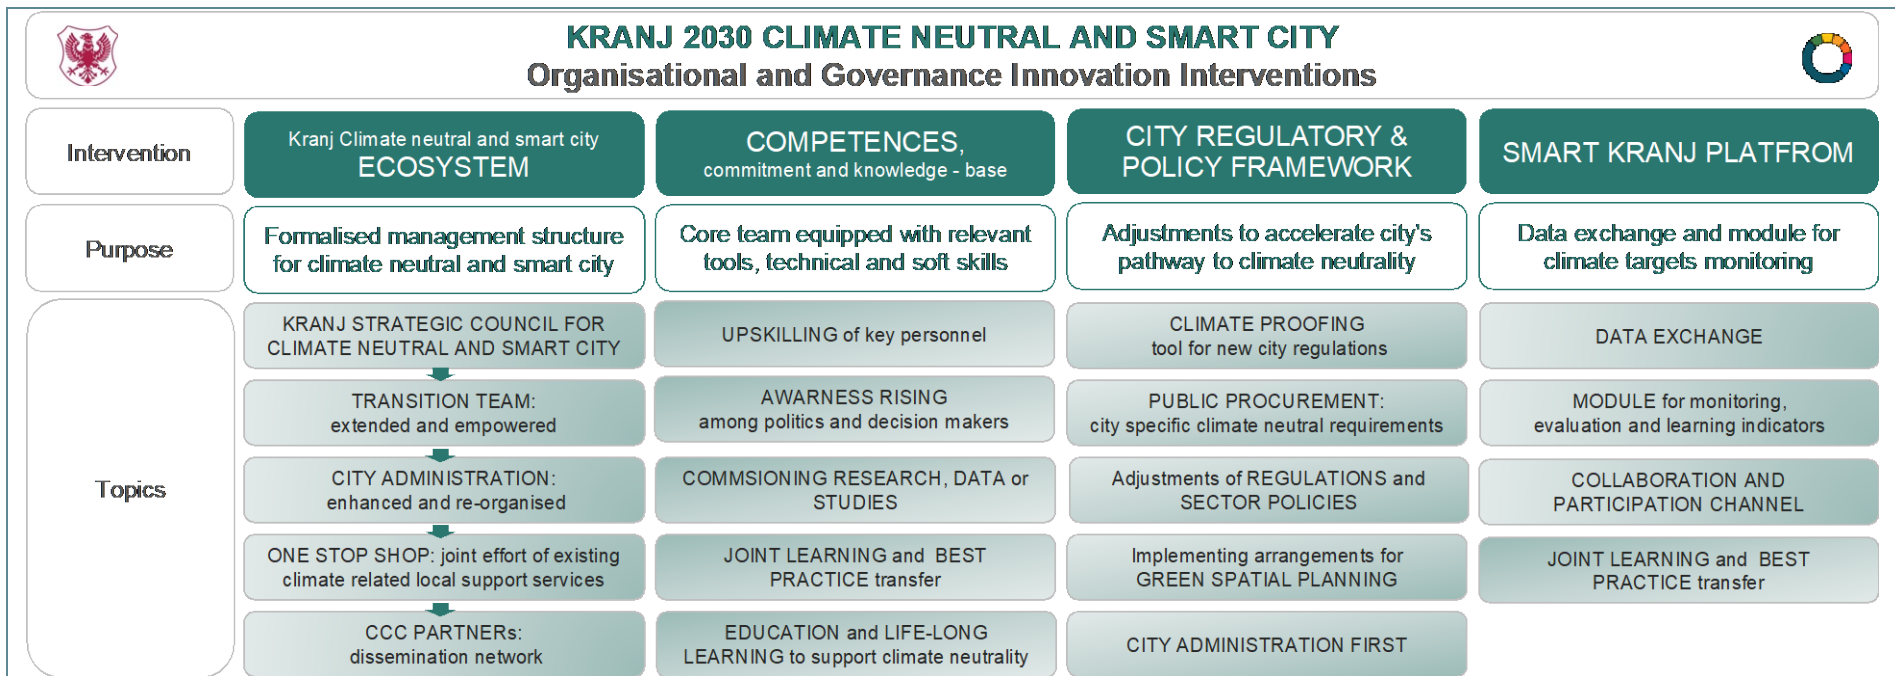 KRANJ 2030 CLIMATE NEUTRAL AND SMART CITY
Organisational and Governance Innovation Interventions
Intervention
Kranj Climate neutral and smart city
ECOSYSTEM
COMPETENCES,
commitment and knowledge - base
CITY REGULATORY &
POLICY FRAMEWORK
SMART KRANJ PLATFROM
Purpose
Formalised management structure
for climate neutral and smart city
Core team equipped with relevant
tools, technical and soft skills
Adjustments to accelerate city's
pathway to climate neutrality
Data exchange and module for
climate targets monitoring
Topics
KRANJ STRATEGIC COUNCIL FOR
CLIMATE NEUTRAL AND SMART CITY
TRANSITION TEAM:
extended and empowered
CITY ADMINISTRATION:
enhanced and re-organised
ONE STOP SHOP: joint effort of existing
climate related local support services
CCC PARTNERs:
dissemination network
UPSKILLING of key personnel
AWARNESS RISING
among politics and decision makers
COMMSIONING RESEARCH, DATA or
STUDIES
JOINT LEARNING and BEST
PRACTICE transfer
EDUCATION and LIFE-LONG
LEARNING to support climate neutrality
CLIMATE PROOFING
tool for new city regulations
PUBLIC PROCUREMENT:
city specific climate neutral requirements
Adjustments of REGULATIONS and
SECTOR POLICIES
Implementing arrangements for
GREEN SPATIAL PLANNING
CITY ADMINISTRATION FIRST
DATA EXCHANGE
MODULE for monitoring,
evaluation and learning indicators
COLLABORATION AND
PARTICIPATION CHANNEL
JOINT LEARNING and BEST
PRACTICE transfer